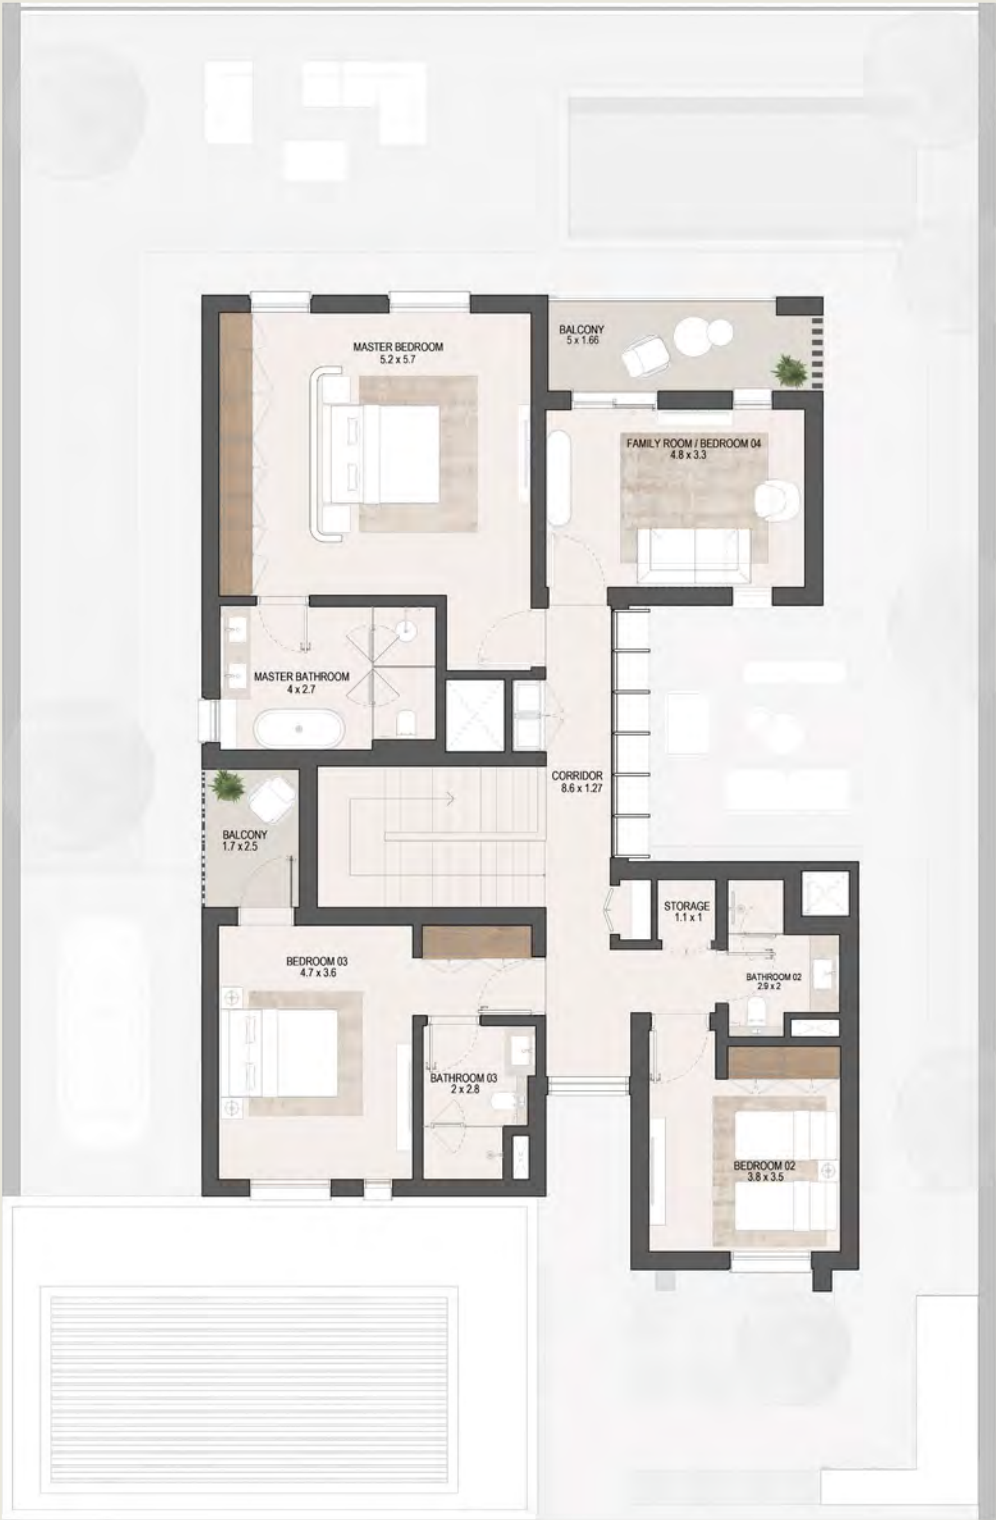 MASTER BEDROOM
5.2 x 5.7
BALCONY
5 x 1.66
FAMILY ROOM / BEDROOM 04
4.8 x 3.3
MASTER BATHROOM
4 x 2.7
CORRIDOR
8.6 x 1.27
BALCONY
1.7 x 2.5
STORAGE
1.1 x 1
BEDROOM 03
4.7 x 3.6
BATHROOM 02
2.9 x 2
BATHROOM 03
2 x 2.8
BEDROOM 02
3.8 x 3.5